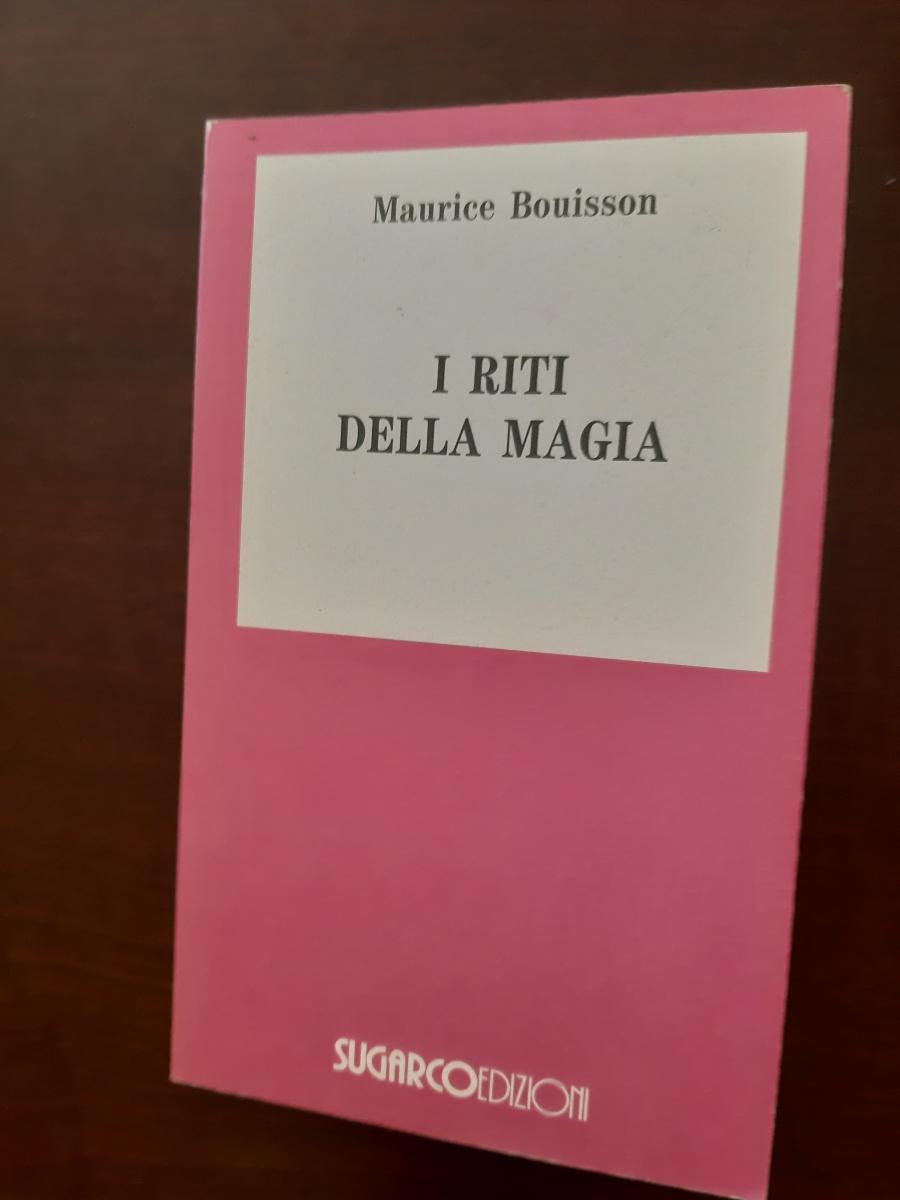 Maurice Bouisson
I RITI
DELLA MAGIA
SUGARCOEDIZIONI